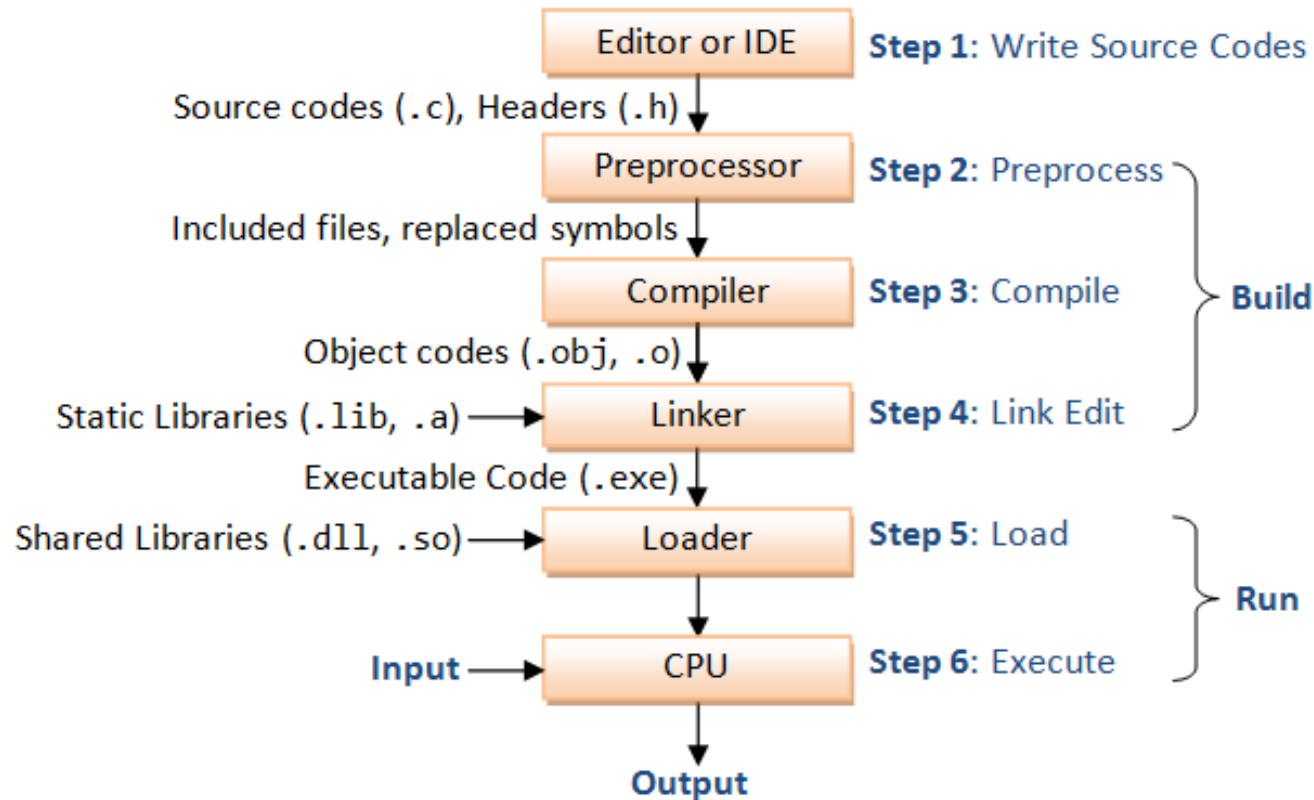 Editor or IDE
Step 1: Write Source Codes
Source codes (.c), Headers (.h)
Preprocessor
Step 2: Preprocess
Included files, replaced symbols
Compiler
Step 3: Compile
Build
Object codes (.obj, .o)
Static Libraries (.lib, .a)
Linker
Step 4: Link Edit
Executable Code (.exe)
Shared Libraries (.dll, .so)
Loader
Step 5: Load
Run
Input
CPU
Step 6: Execute
Output